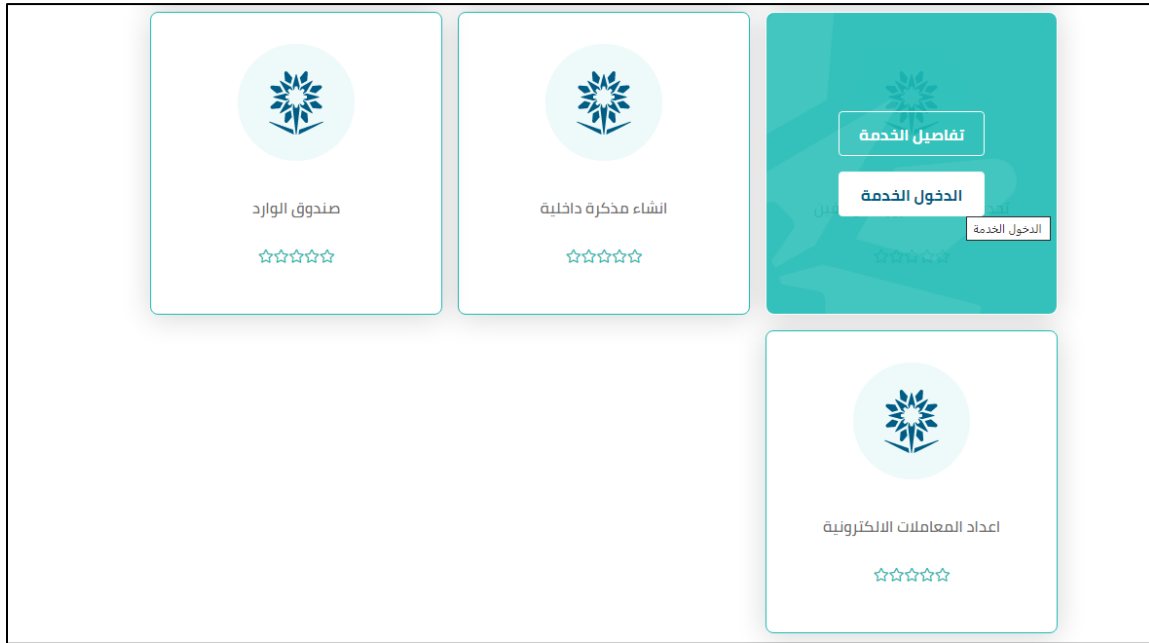 تفاصيل الخدمة
الدخول الخدمة
الدخول الخدمة
انشاء مذكرة داخلية
صندوق الوارد
اعداد المعاملات الالكترونية